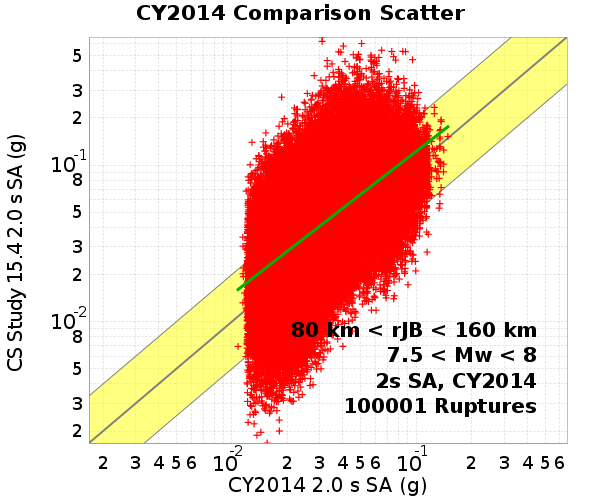 CY2014 Comparison Scatter
CS Study 15.4 2.0 s SA (g)
5
3
2
10^-1
8
5
3
2
10^-2
8
5
3
2
80 km < rJB < 160 km
7.5 < Mw < 8
2s SA, CY2014
100001 Ruptures
2 3 4 5 6 10^-2 2 3 4 5 6 10^-1 2 3 4 5 6
CY2014 2.0 s SA (g)